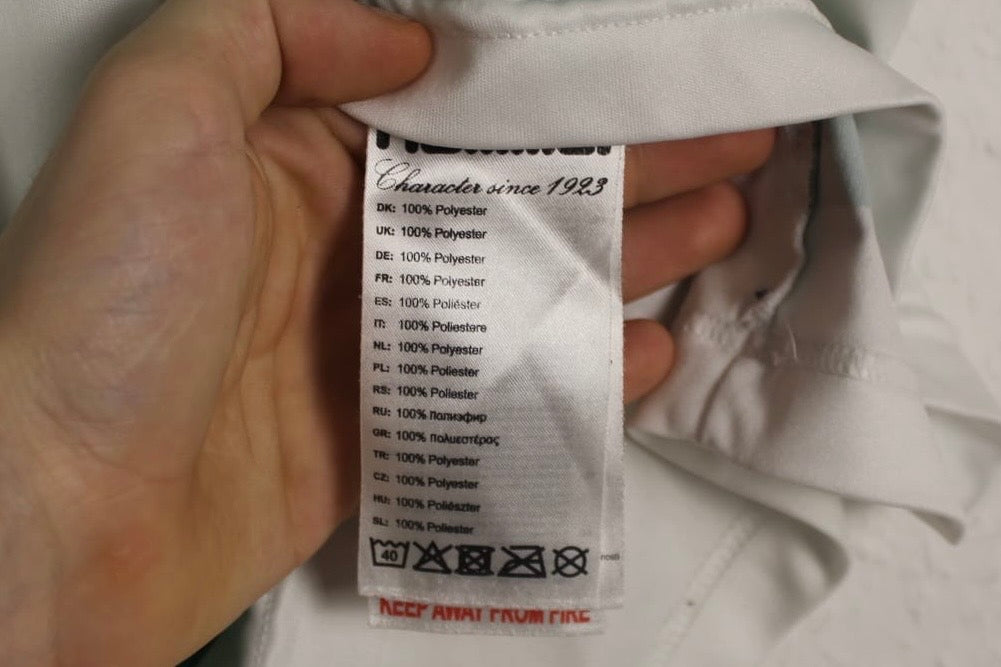 Character since 1923
DK: 100% Polyester
UK: 100% Polyester
DE: 100% Polyester
FR: 100% Polyester
ES: 100% Poliéster
IT: 100% Poliestere
NL: 100% Polyester
PL: 100% Poliester
RS: 100% Poliester
RU: 100% Полиэфир
GR: 100% πολυεστέρας
TR: 100% Polyester
CZ: 100% Polyester
HU: 100% Poliészter
SL: 100% Poliester
40
KEEP AWAY FROM FIRE